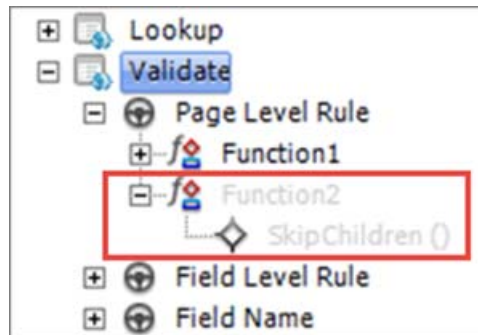 Lookup
Validate
Page Level Rule
Function1
Function2
SkipChildren ()
Field Level Rule
Field Name